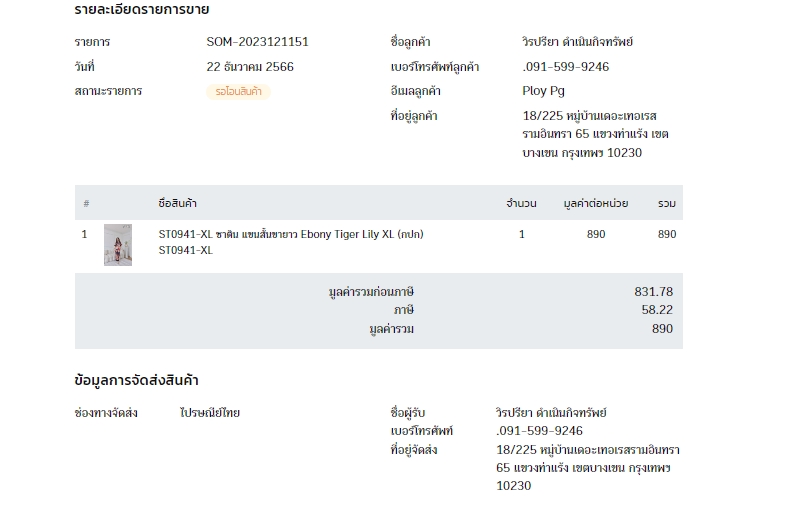 รายละเอียดรายการขาย
รายการ SOM-2023121151 ชื่อลูกค้า วิรปรียา ดำเนินกิจทรัพย์
วันที่ 22 ธันวาคม 2566 เบอร์โทรศัพท์ลูกค้า .091-599-9246
สถานะรายการ รอโอนสินค้า อีเมลลูกค้า Ploy Pg
ที่อยู่ลูกค้า 18/225 หมู่บ้านเดอะเทอเรส
รามอินทรา 65 แขวงท่าแร้ง เขต
บางเขน กรุงเทพฯ 10230
# ชื่อสินค้า จำนวน มูลค่าต่อหน่วย รวม
1 ST0941-XL ซาติน แขนสั้นขายาว Ebony Tiger Lily XL (กปก) 1 890 890
ST0941-XL
มูลค่ารวมก่อนภาษี 831.78
ภาษี 58.22
มูลค่ารวม 890
ข้อมูลการจัดส่งสินค้า
ช่องทางจัดส่ง ไปรษณีย์ไทย ชื่อผู้รับ วิรปรียา ดำเนินกิจทรัพย์
เบอร์โทรศัพท์ .091-599-9246
ที่อยู่จัดส่ง 18/225 หมู่บ้านเดอะเทอเรสรามอินทรา
65 แขวงท่าแร้ง เขตบางเขน กรุงเทพฯ
10230